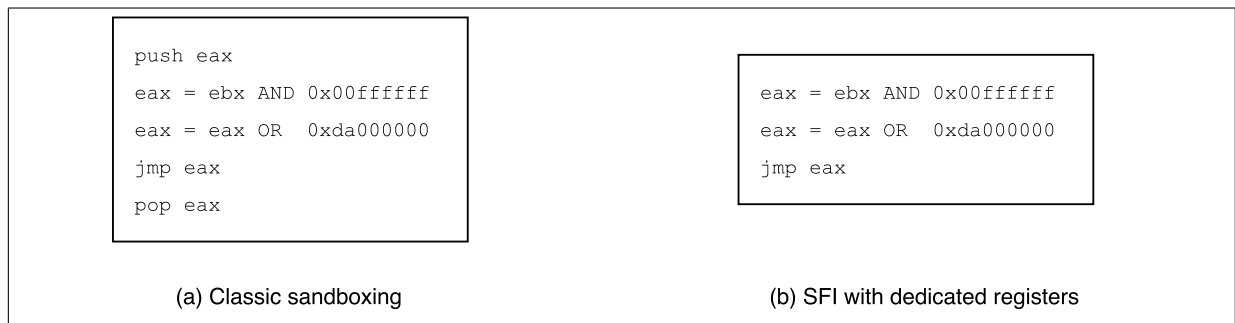 push eax
eax = ebx AND 0x00ffffff
eax = eax OR 0xda000000
jmp eax
pop eax
(a) Classic sandboxing
eax = ebx AND 0x00ffffff
eax = eax OR 0xda000000
jmp eax
(b) SFI with dedicated registers